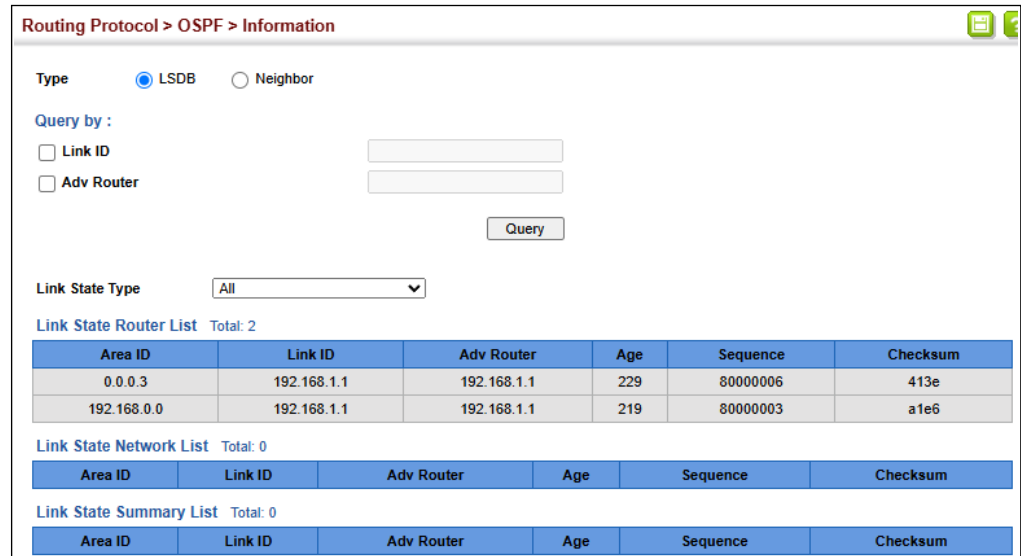 Routing Protocol > OSPF > Information
?
Type LSDB Neighbor
Query by :
Link ID
Adv Router
Query
Link State Type All
Link State Router List Total: 2
Area ID Link ID Adv Router Age Sequence Checksum
0.0.0.3 192.168.1.1 192.168.1.1 229 80000006 413e
192.168.0.0 192.168.1.1 192.168.1.1 219 80000003 a1e6
Link State Network List Total: 0
Area ID Link ID Adv Router Age Sequence Checksum
Link State Summary List Total: 0
Area ID Link ID Adv Router Age Sequence Checksum